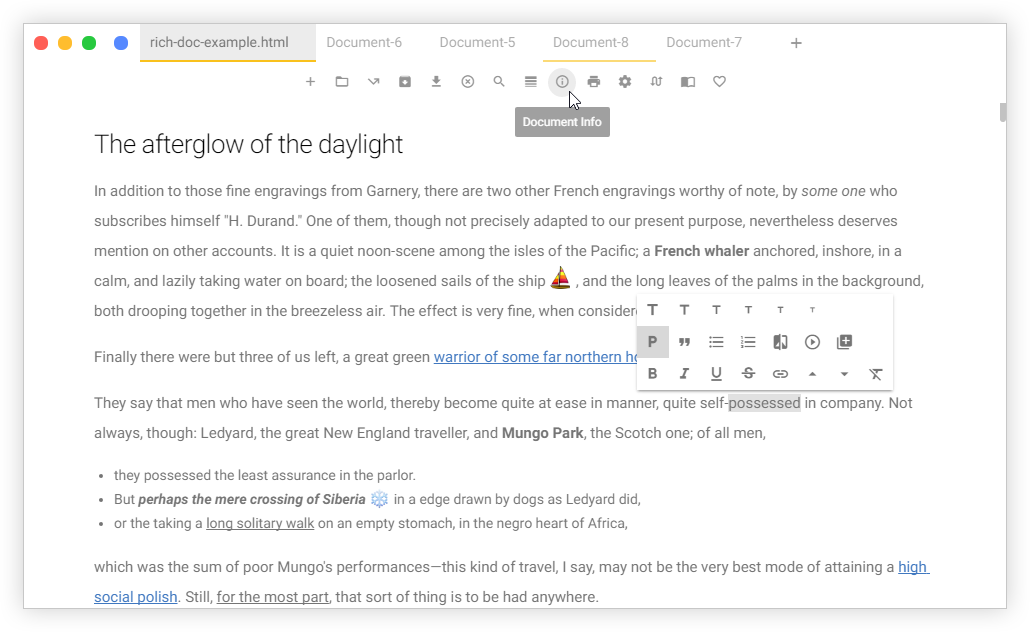 rich-doc-example.html Document-6 Document-5 Document-8 Document-7 +
Document Info
The afterglow of the daylight
In addition to those fine engravings from Garnery, there are two other French engravings worthy of note, by some one who
subscribes himself "H. Durand." One of them, though not precisely adapted to our present purpose, nevertheless deserves
mention on other accounts. It is a quiet noon-scene among the isles of the Pacific; a French whaler anchored, inshore, in a
calm, and lazily taking water on board; the loosened sails of the ship ⛵ , and the long leaves of the palms in the background,
both drooping together in the breezeless air. The effect is very fine, when
T T T T T T
Finally there were but three of us left, a great green warrior of some far northern
P
B I U S T
They say that men who have seen the world, thereby become quite at ease in manner, quite self-possessed in company. Not
always, though: Ledyard, the great New England traveller, and Mungo Park, the Scotch one; of all men,
• they possessed the least assurance in the parlor.
• But perhaps the mere crossing of Siberia ❄️ in a edge drawn by dogs as Ledyard did,
• or the taking a long solitary walk on an empty stomach, in the negro heart of Africa,
which was the sum of poor Mungo's performances—this kind of travel, I say, may not be the very best mode of attaining a high
social polish. Still, for the most part, that sort of thing is to be had anywhere.